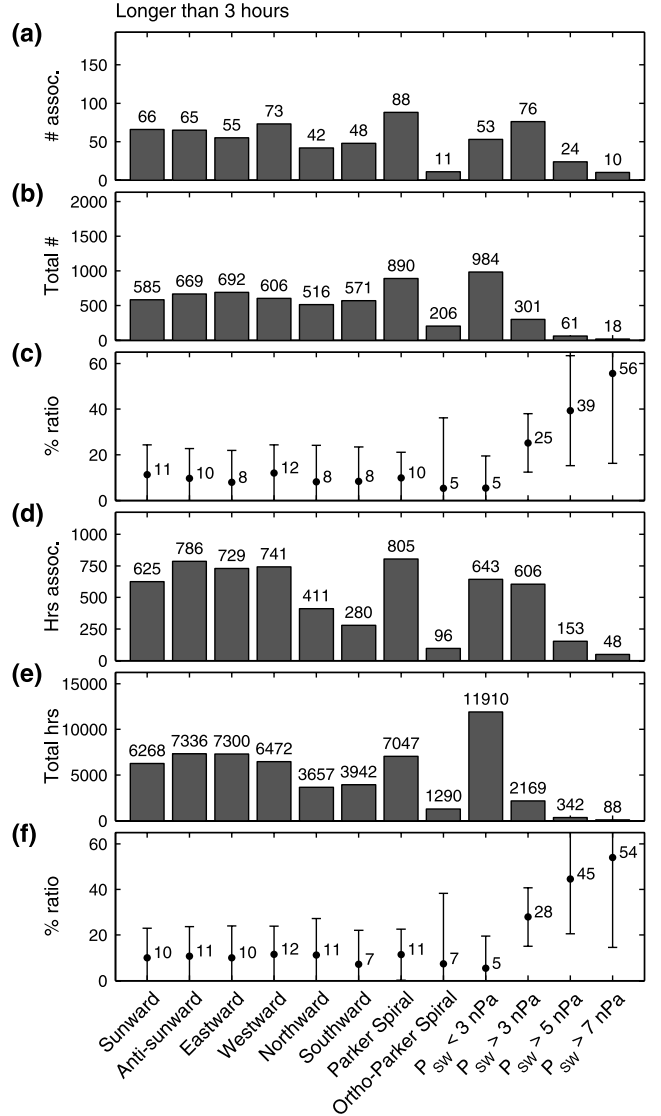 Longer than 3 hours
(a)
# assoc.
150
100
50
0
66 65 55 73 42 48 88 11 53 76 24 10
(b)
Total #
2000
1500
1000
500
0
585 669 692 606 516 571 890 206 984 301 61 18
(c)
% ratio
60
40
20
0
11 10 8 12 8 8 10 5 5 25 39 56
(d)
Hrs assoc.
1000
750
500
250
0
625 786 729 741 411 280 805 96 643 606 153 48
(e)
Total hrs
15000
10000
5000
0
6268 7336 7300 6472 3657 3942 7047 1290 11910 2169 342 88
(f)
% ratio
60
40
20
0
10 11 10 12 11 7 11 7 5 28 45 54
Sunward
Anti-sunward
Eastward
Westward
Northward
Southward
Parker Spiral
Ortho-Parker Spiral
P SW < 3 nPa
P SW > 3 nPa
P SW > 5 nPa
P SW > 7 nPa